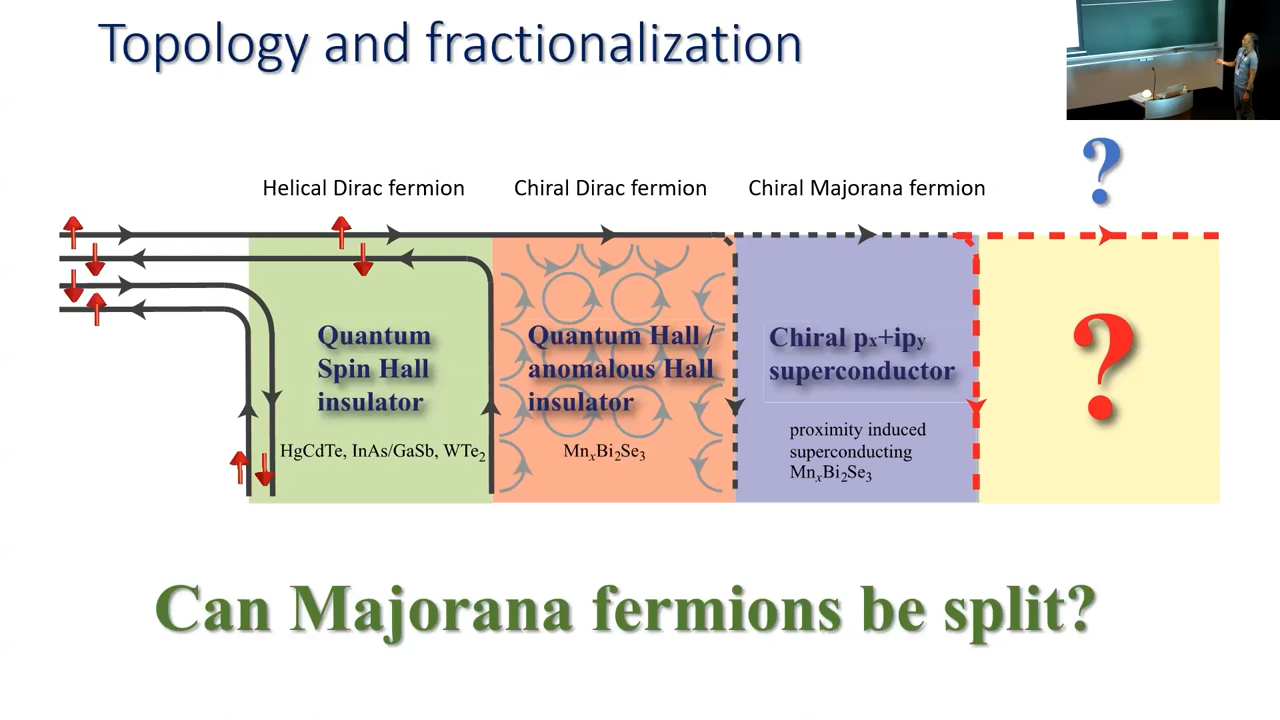 Topology and fractionalization
?
Helical Dirac fermion
Chiral Dirac fermion
Chiral Majorana fermion
Quantum
Spin Hall
insulator
HgCdTe, InAs/GaSb, WTe₂
Quantum Hall /
anomalous Hall
insulator
MnₓBi₂Se₃
Chiral pₓ+ipᵧ
superconductor
proximity induced
superconducting
MnₓBi₂Se₃
?
Can Majorana fermions be split?